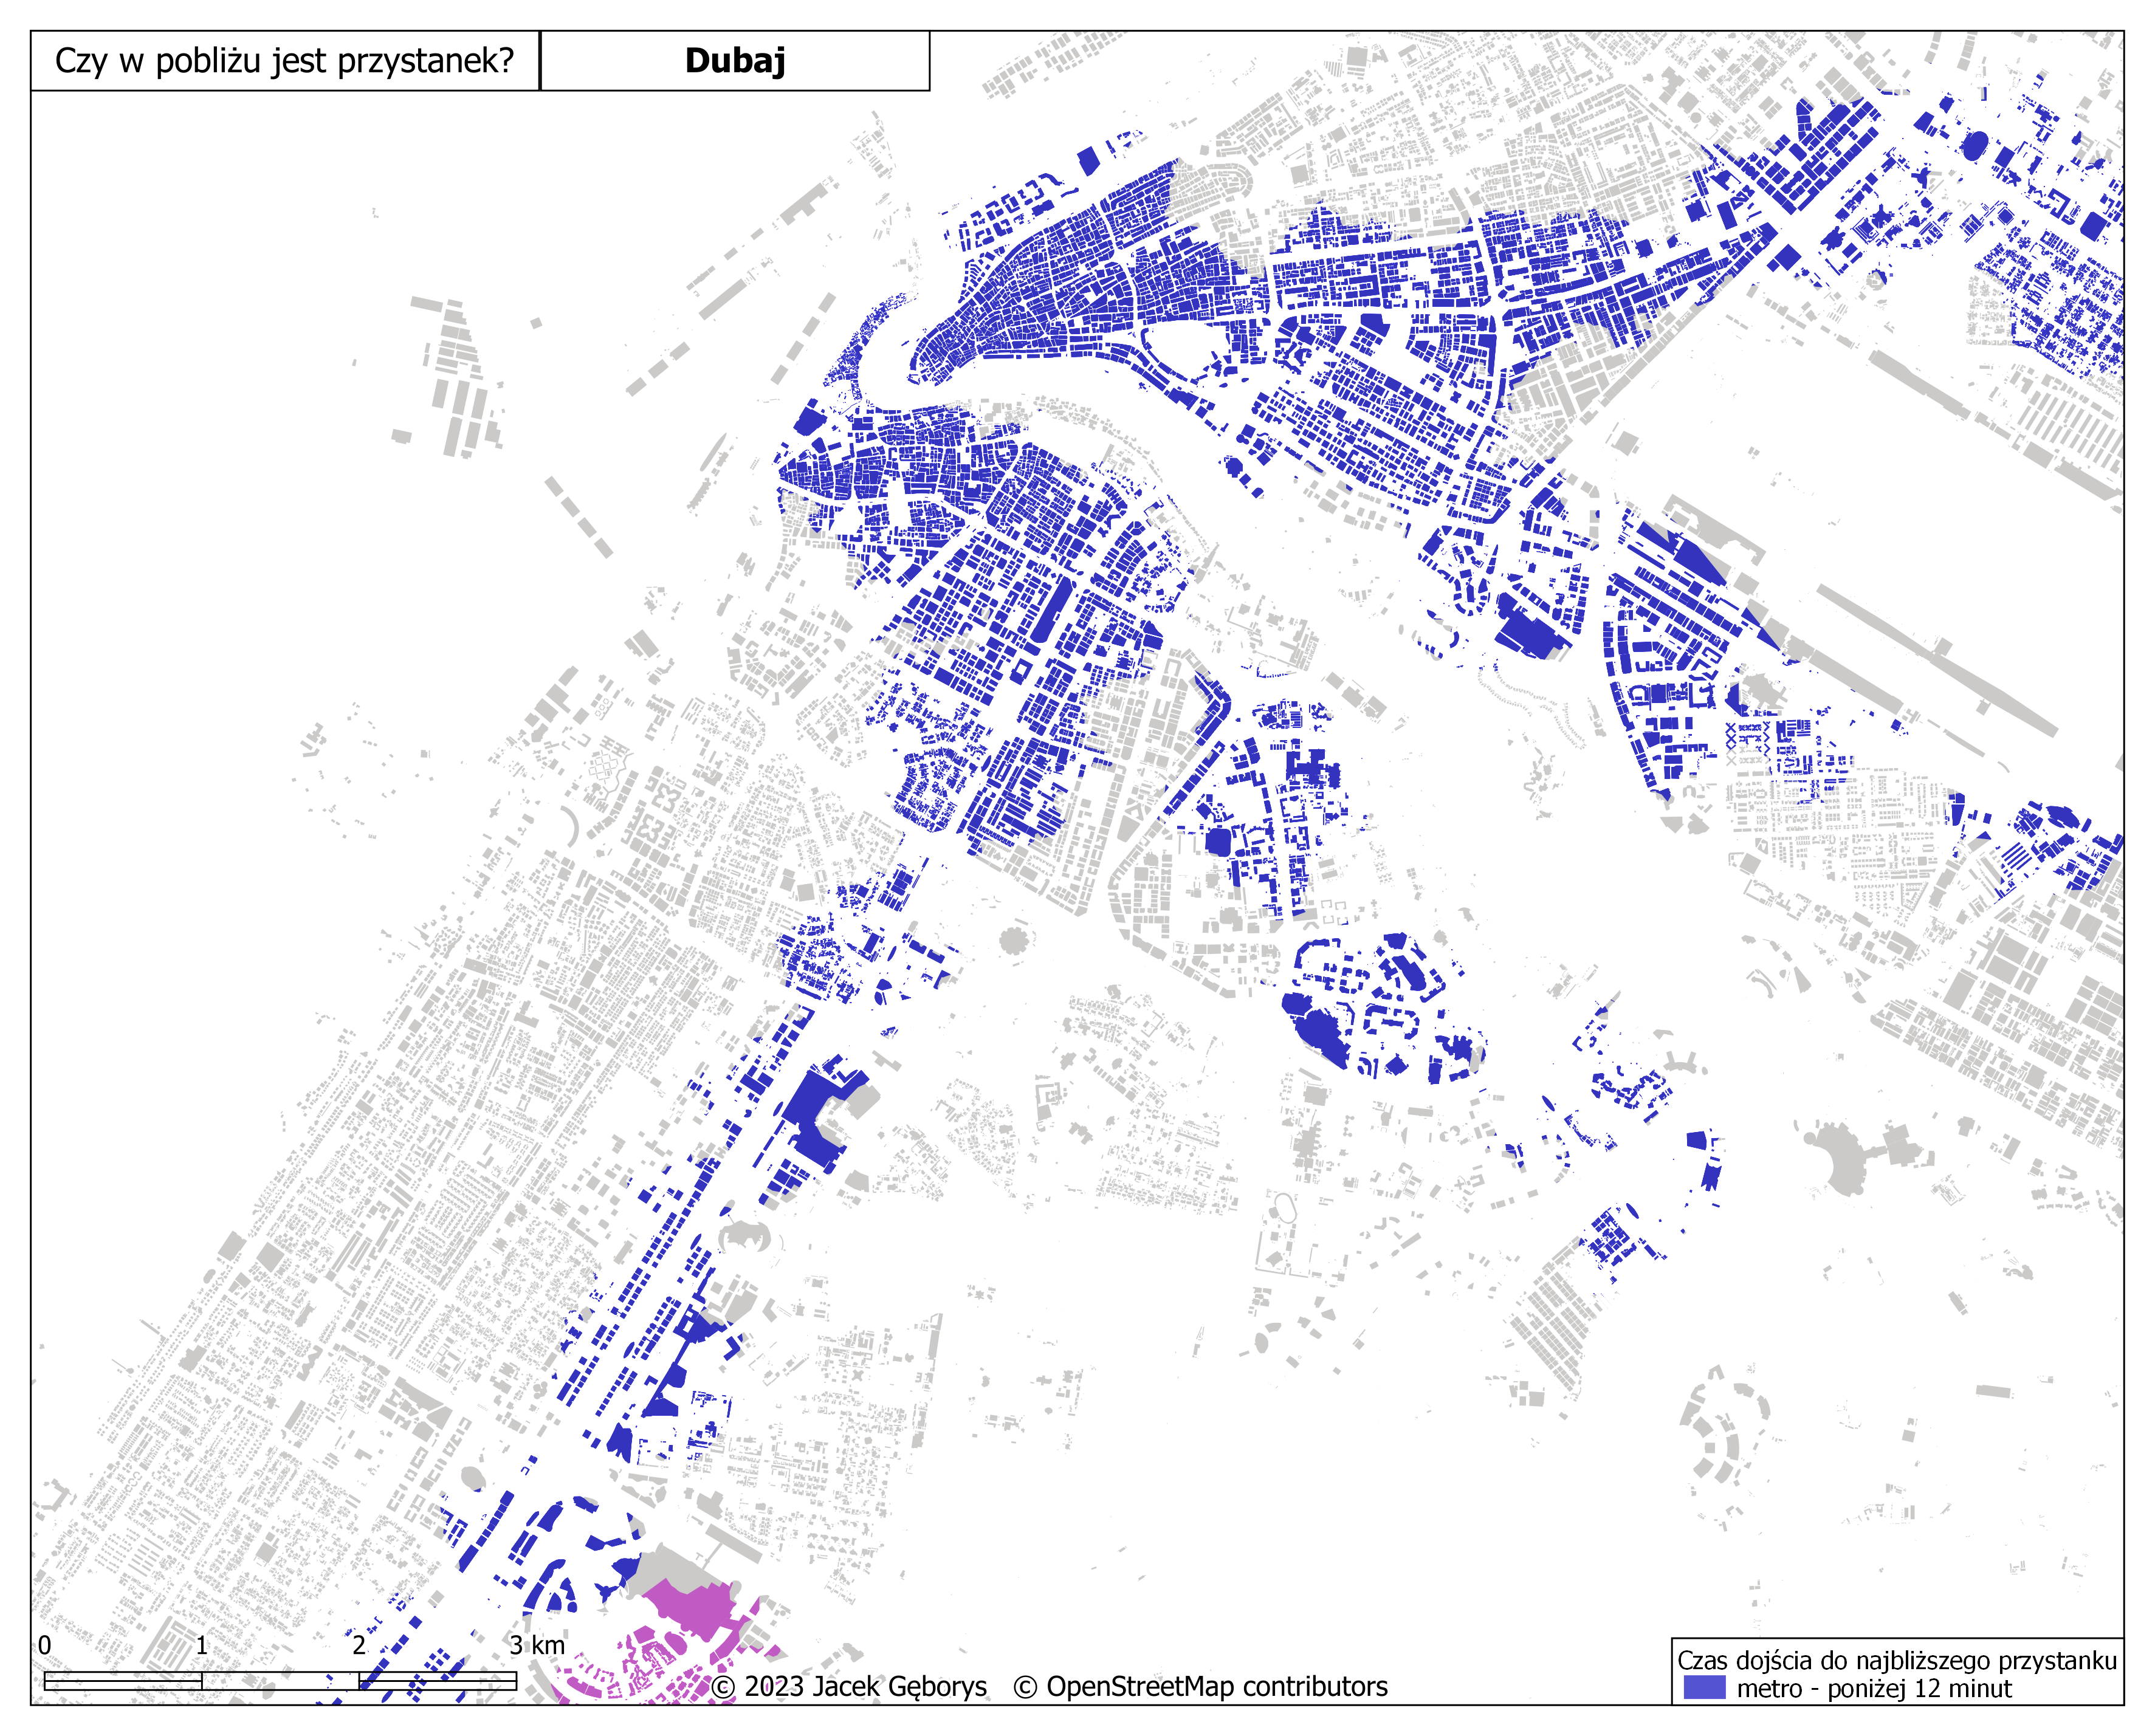 Czy w pobliżu jest przystanek?
Dubaj
0 1 2 3 km
© 2023 Jacek Gęborys © OpenStreetMap contributors
Czas dojścia do najbliższego przystanku
metro - poniżej 12 minut